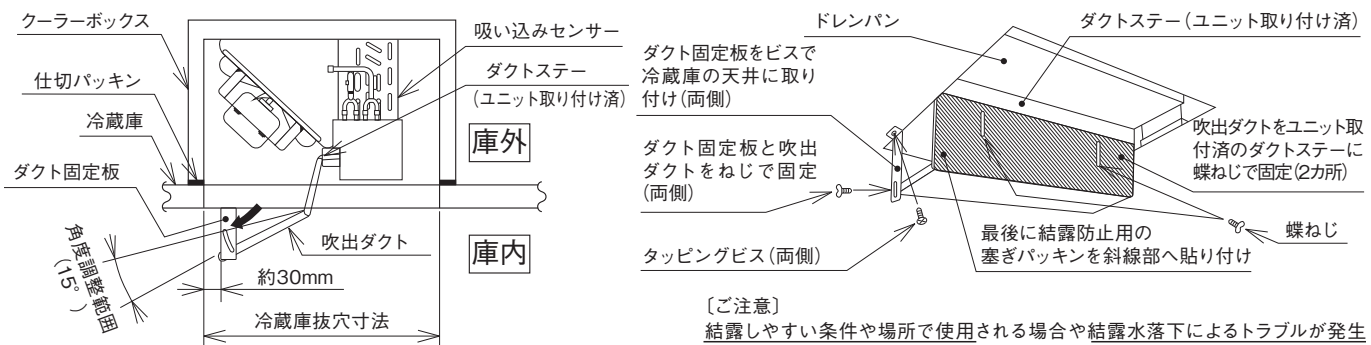 クーラーボックス
仕切パッキン
冷蔵庫
ダクト固定板
吸い込みセンサー
ダクトステー
(ユニット取り付け済)
庫外
庫内
吹出ダクト
角度調整範囲
(15°)
約30mm
冷蔵庫抜穴寸法
ドレンパン
ダクトステー(ユニット取り付け済)
ダクト固定板をビスで
冷蔵庫の天井に取り
付け(両側)
ダクト固定板と吹出
ダクトをねじで固定
(両側)
タッピングビス(両側)
吹出ダクトをユニット取
付済のダクトステーに
蝶ねじで固定(2カ所)
蝶ねじ
最後に結露防止用の
塞ぎパッキンを斜線部へ貼り付け
〔ご注意〕
結露しやすい条件や場所で使用される場合や結露水落下によるトラブルが発生